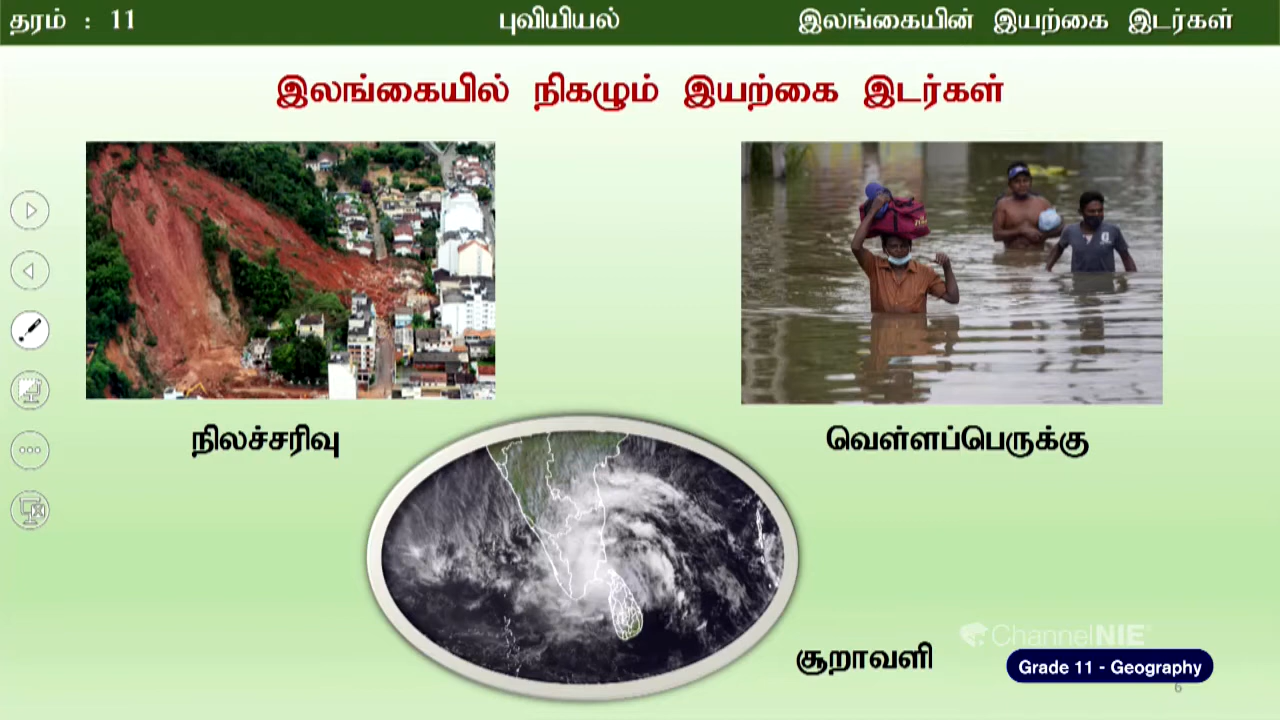 தரம் : 11
புவியியல்
இலங்கையின் இயற்கை இடர்கள்
இலங்கையில் நிகழும் இயற்கை இடர்கள்
நிலச்சரிவு
வெள்ளப்பெருக்கு
சூறாவளி
ChannelNIE
Grade 11 - Geography
6